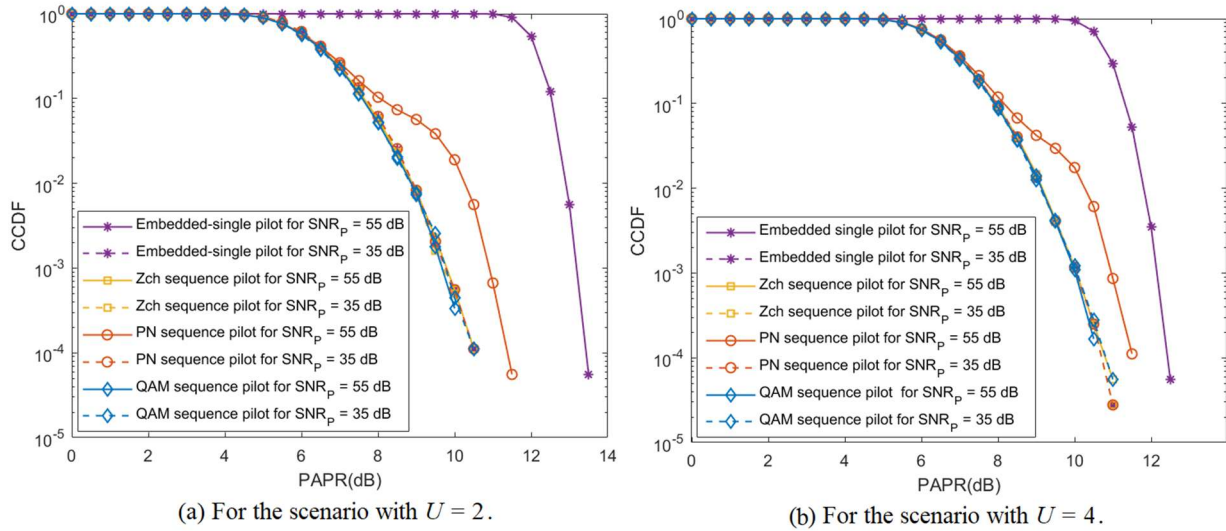 CCDF
10^0
10^-1
10^-2
10^-3
10^-4
10^-5
Embedded-single pilot for SNR_P = 55 dB
Embedded-single pilot for SNR_P = 35 dB
Zch sequence pilot for SNR_P = 55 dB
Zch sequence pilot for SNR_P = 35 dB
PN sequence pilot for SNR_P = 55 dB
PN sequence pilot for SNR_P = 35 dB
QAM sequence pilot for SNR_P = 55 dB
QAM sequence pilot for SNR_P = 35 dB
0 2 4 6 8 10 12 14
PAPR(dB)
(a) For the scenario with U = 2.
CCDF
10^0
10^-1
10^-2
10^-3
10^-4
10^-5
Embedded single pilot for SNR_P = 55 dB
Embedded single pilot for SNR_P = 35 dB
Zch sequence pilot for SNR_P = 55 dB
Zch sequence pilot for SNR_P = 35 dB
PN sequence pilot for SNR_P = 55 dB
PN sequence pilot for SNR_P = 35 dB
QAM sequence pilot for SNR_P = 55 dB
QAM sequence pilot for SNR_P = 35 dB
0 2 4 6 8 10 12
PAPR(dB)
(b) For the scenario with U = 4.